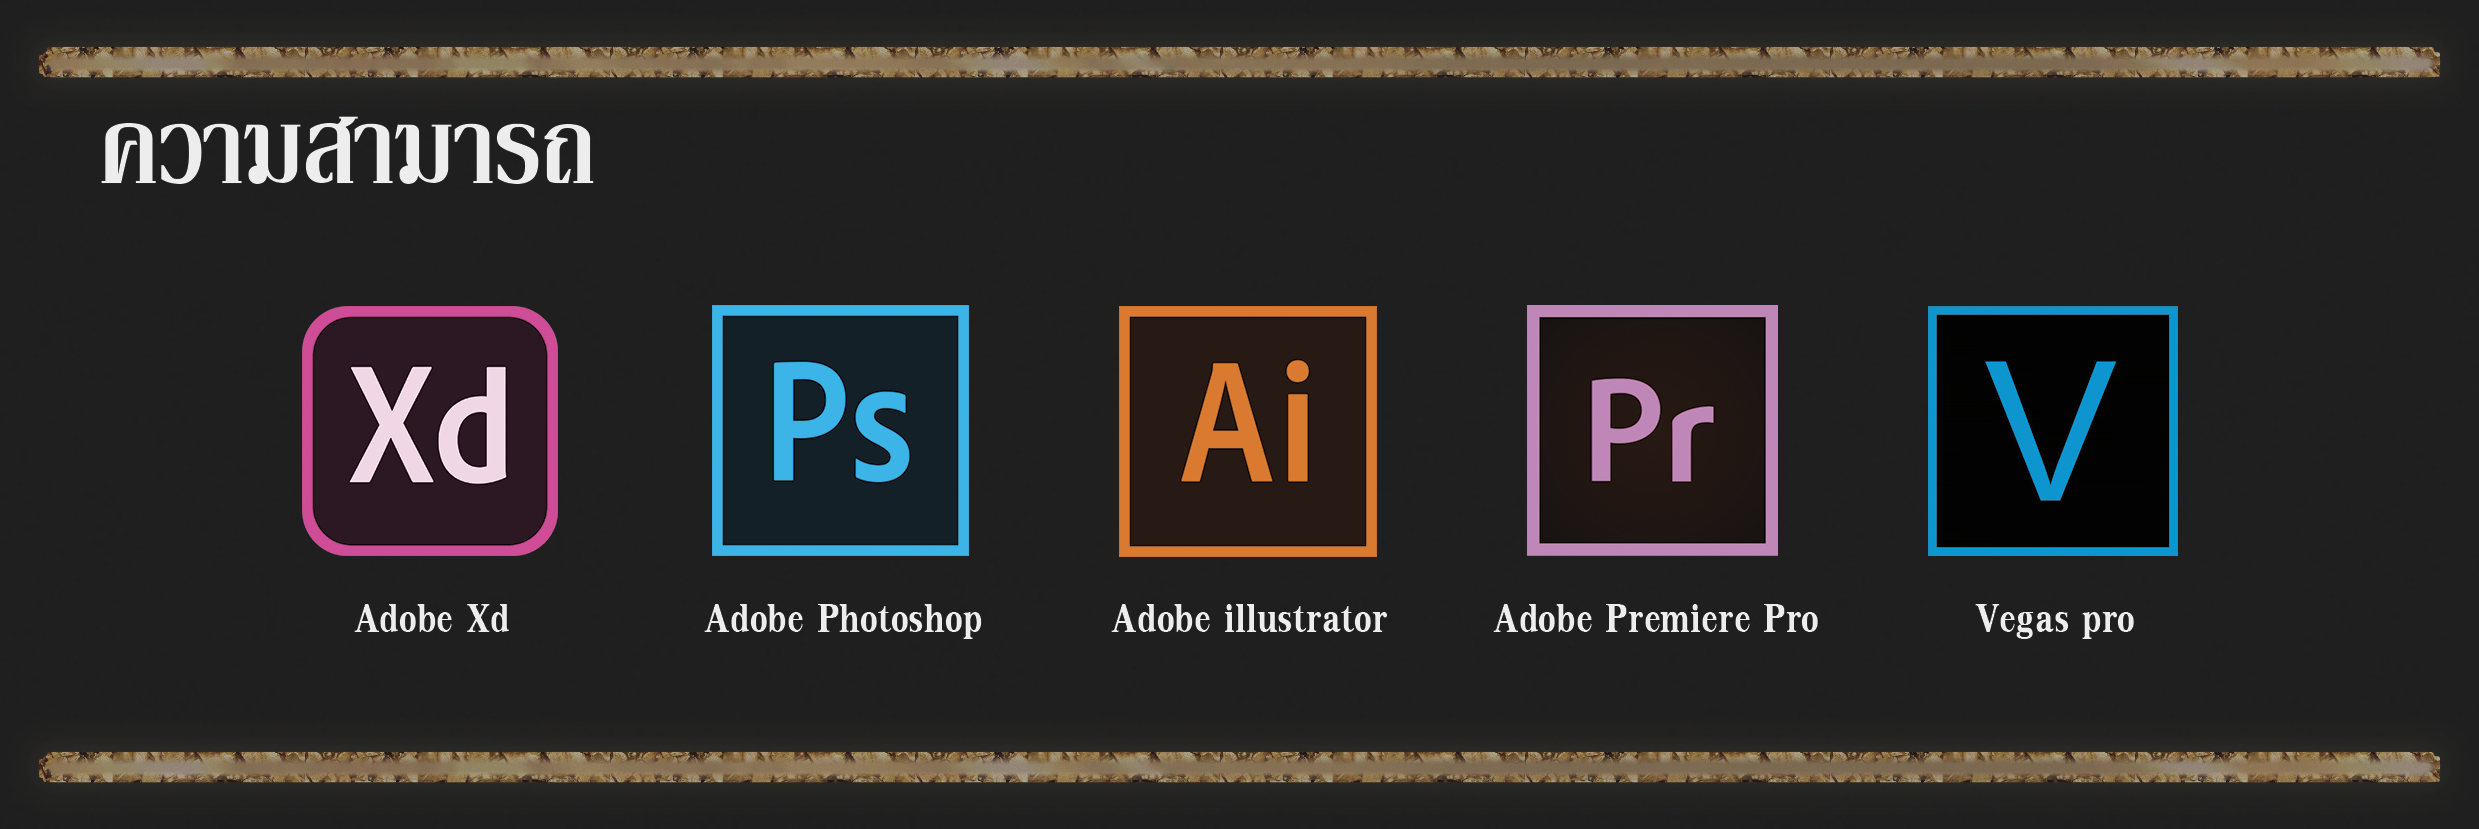 ความสามารถ
Xd Ps Ai Pr V
Adobe Xd Adobe Photoshop Adobe illustrator Adobe Premiere Pro Vegas pro